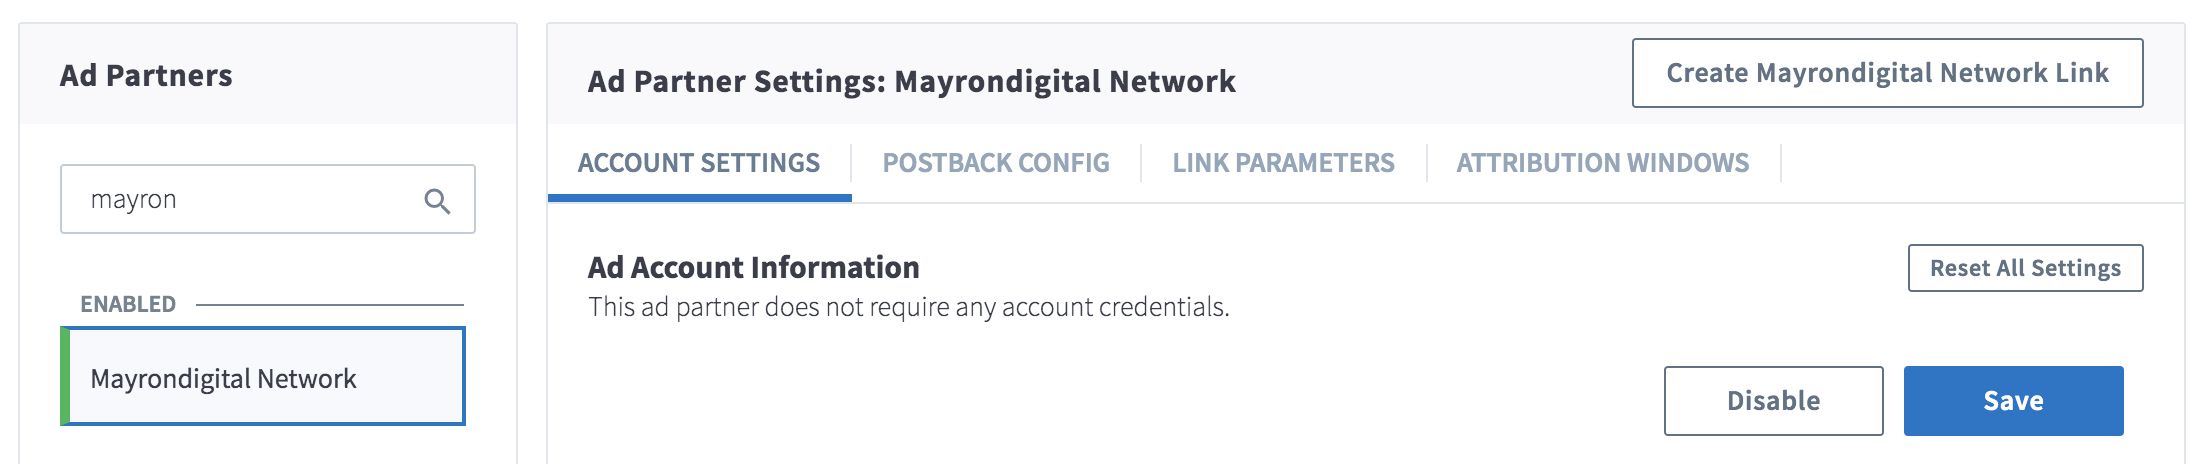 Ad Partners
mayron
ENABLED
Mayrondigital Network
Ad Partner Settings: Mayrondigital Network
Create Mayrondigital Network Link
ACCOUNT SETTINGS
POSTBACK CONFIG
LINK PARAMETERS
ATTRIBUTION WINDOWS
Ad Account Information
Reset All Settings
This ad partner does not require any account credentials.
Disable
Save